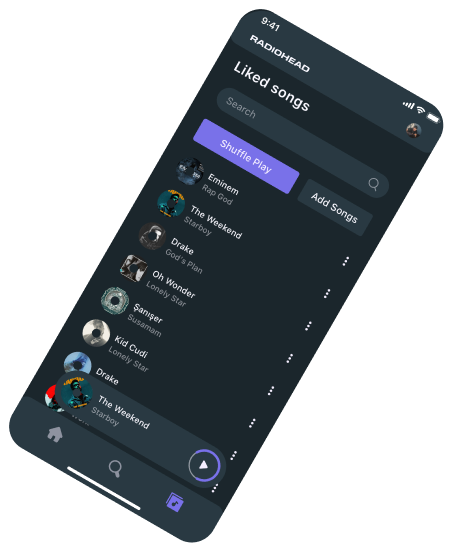 9:41
RADIOHEAD
Liked songs
Search
Shuffle Play
Add Songs
Eminem
Rap God
The Weekend
Starboy
Drake
God's Plan
Oh Wonder
Lonely Star
Şanışer
Susamam
Kid Cudi
Lonely Star
Drake
The Weekend
Starboy